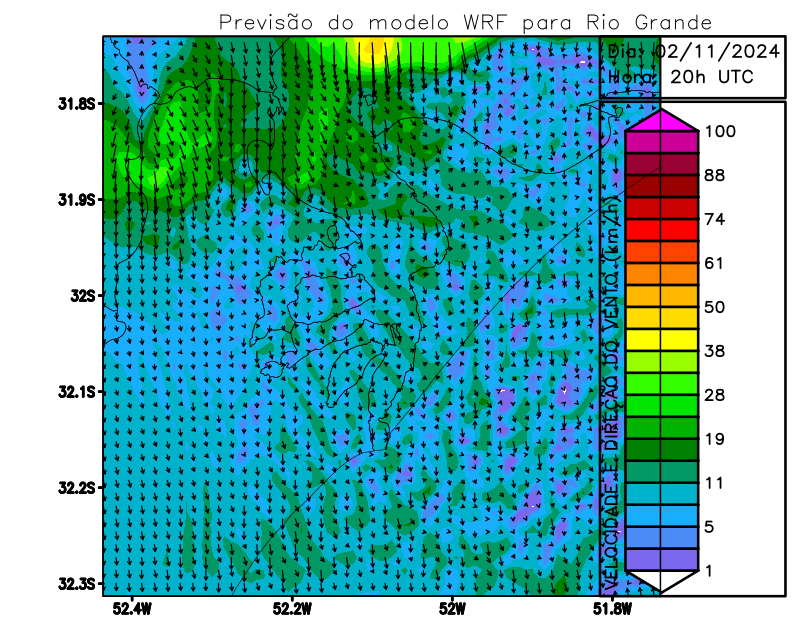 Previsão do modelo WRF para Rio Grande
Dia: 02/11/2024
Hora: 20h UTC
31.8S
31.9S
32S
32.1S
32.2S
32.3S
52.4W
52.2W
52W
51.8W
VELOCIDADE E DIREÇÃO DO VENTO (km/h)
100
88
74
61
50
38
28
19
11
5
1